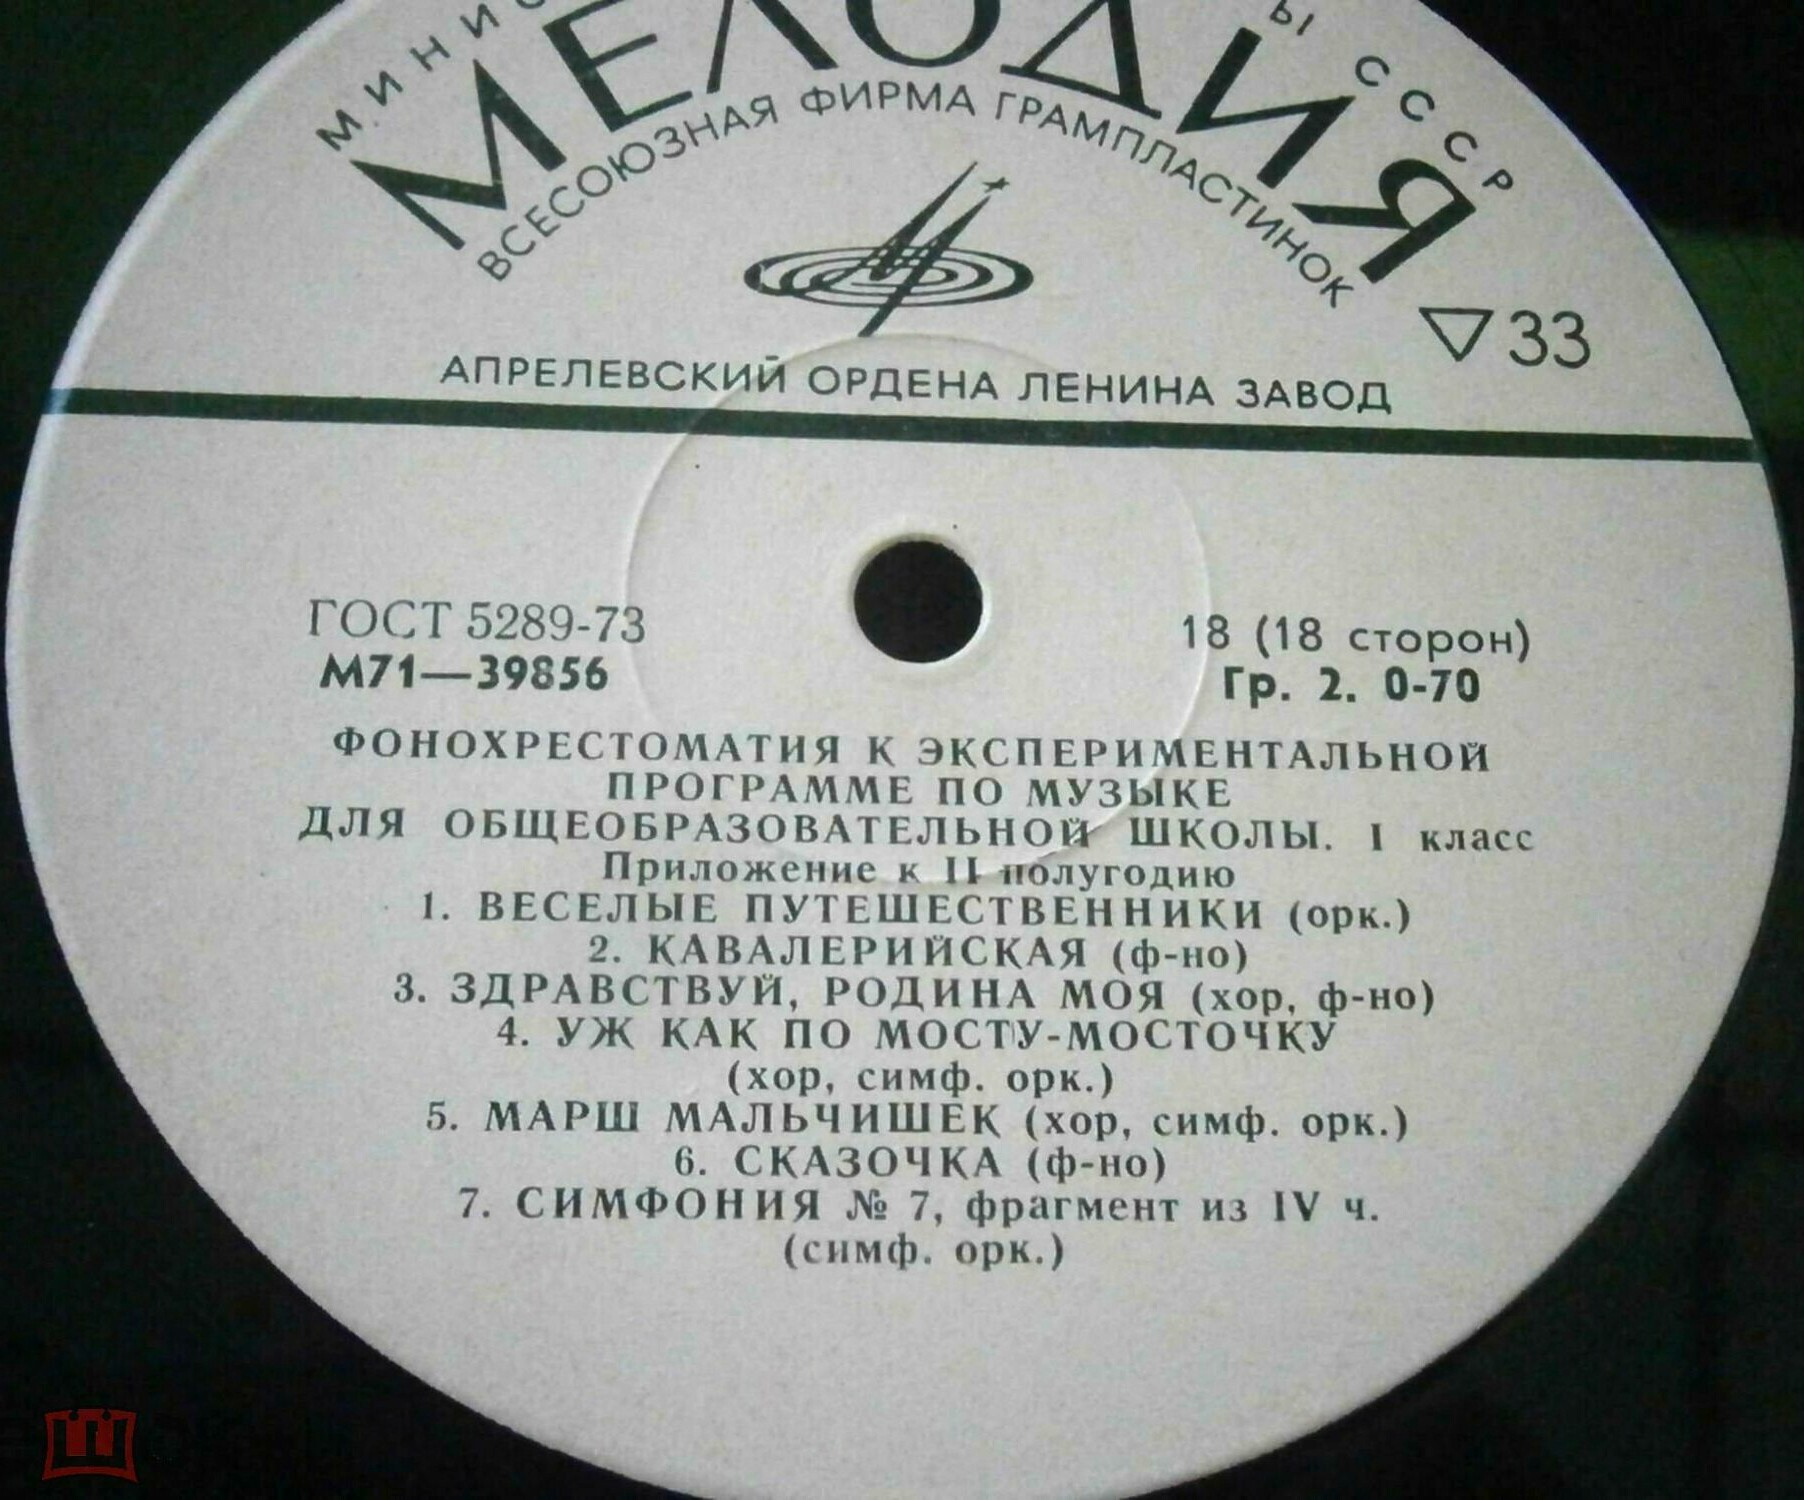 МЕЛОДИЯ
СССР
ВСЕСОЮЗНАЯ ФИРМА ГРАМПЛАСТИНОК
33
АПРЕЛЕВСКИЙ ОРДЕНА ЛЕНИНА ЗАВОД
ГОСТ 5289-73
М71—39856
18 (18 сторон)
Гр. 2. 0-70
ФОНОХРЕСТОМАТИЯ К ЭКСПЕРИМЕНТАЛЬНОЙ
ПРОГРАММЕ ПО МУЗЫКЕ
ДЛЯ ОБЩЕОБРАЗОВАТЕЛЬНОЙ ШКОЛЫ. I класс
Приложение к II полугодию
1. ВЕСЕЛЫЕ ПУТЕШЕСТВЕННИКИ (орк.)
2. КАВАЛЕРИЙСКАЯ (ф-но)
3. ЗДРАВСТВУЙ, РОДИНА МОЯ (хор, ф-но)
4. УЖ КАК ПО МОСТУ-МОСТОЧКУ
(хор, симф. орк.)
5. МАРШ МАЛЬЧИШЕК (хор, симф. орк.)
6. СКАЗОЧКА (ф-но)
7. СИМФОНИЯ № 7, фрагмент из IV ч.
(симф. орк.)